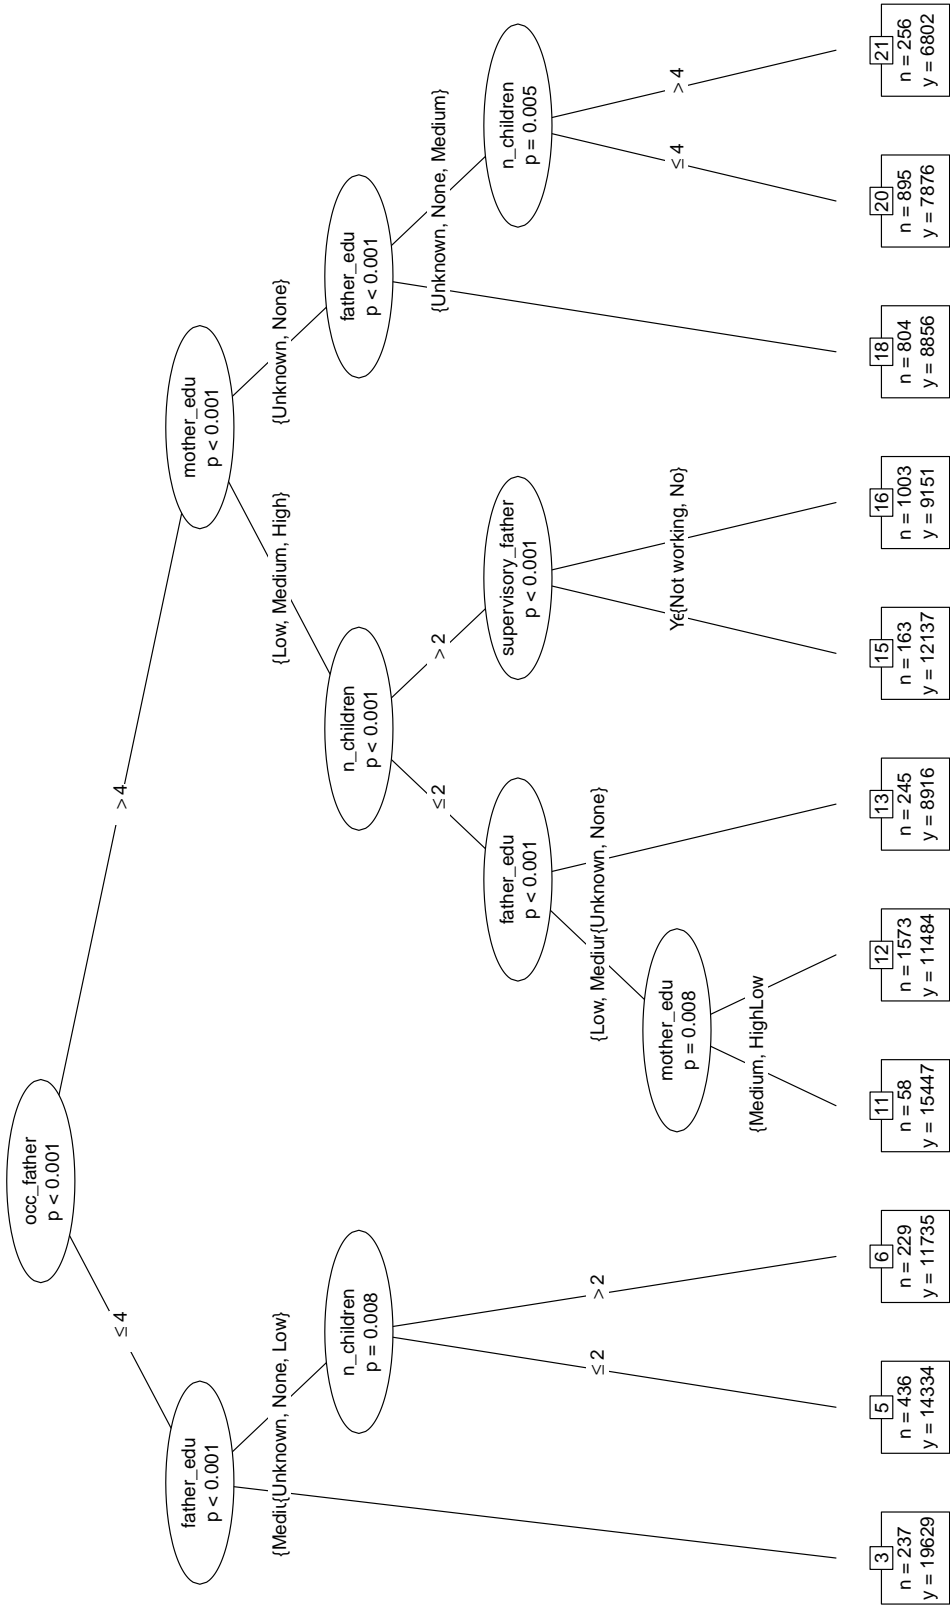 occ_father
p < 0.001
≤ 4
> 4
father_edu
p < 0.001
{Mediu{Unknown, None, Low}
3
n = 237
y = 19629
n_children
p = 0.008
≤ 2
> 2
5
n = 436
y = 14334
6
n = 229
y = 11735
mother_edu
p < 0.001
{Low, Medium, High}
{Unknown, None}
n_children
p < 0.001
≤ 2
> 2
father_edu
p < 0.001
{Low, Mediur{Unknown, None}
mother_edu
p = 0.008
{Medium, HighLow
11
n = 58
y = 15447
12
n = 1573
y = 11484
13
n = 245
y = 8916
supervisory_father
p < 0.001
Ye{Not working, No}
15
n = 163
y = 12137
16
n = 1003
y = 9151
father_edu
p < 0.001
{Unknown, None, Medium}
18
n = 804
y = 8856
n_children
p = 0.005
≤ 4
> 4
20
n = 895
y = 7876
21
n = 256
y = 6802